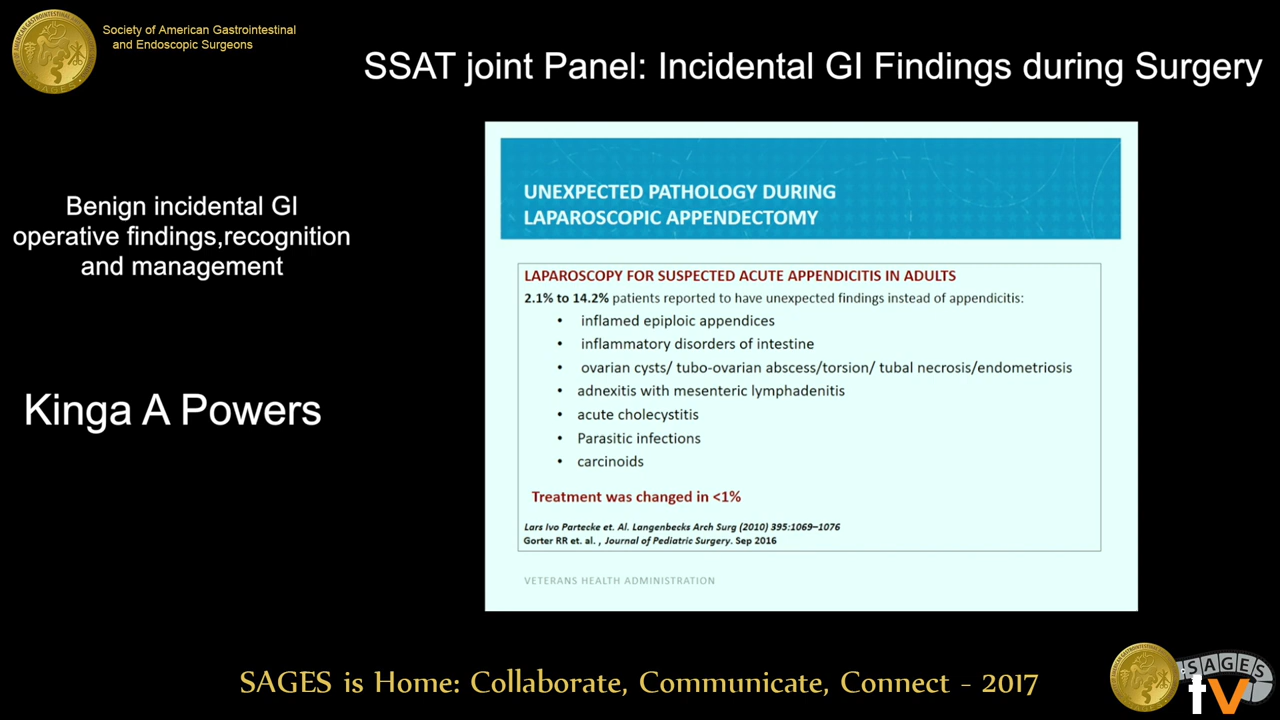 Society of American Gastrointestinal
and Endoscopic Surgeons
SSAT joint Panel: Incidental GI Findings during Surgery
Benign incidental GI
operative findings,recognition
and management
Kinga A Powers
UNEXPECTED PATHOLOGY DURING
LAPAROSCOPIC APPENDECTOMY
LAPAROSCOPY FOR SUSPECTED ACUTE APPENDICITIS IN ADULTS
2.1% to 14.2% patients reported to have unexpected findings instead of appendicitis:
• inflamed epiploic appendices
• inflammatory disorders of intestine
• ovarian cysts/ tubo-ovarian abscess/torsion/ tubal necrosis/endometriosis
• adnexitis with mesenteric lymphadenitis
• acute cholecystitis
• Parasitic infections
• carcinoids
Treatment was changed in <1%
Lars Ivo Partecke et. Al. Langenbecks Arch Surg (2010) 395:1069–1076
Gorter RR et. al. , Journal of Pediatric Surgery. Sep 2016
VETERANS HEALTH ADMINISTRATION
SAGES is Home: Collaborate, Communicate, Connect - 2017
SAGES
tv